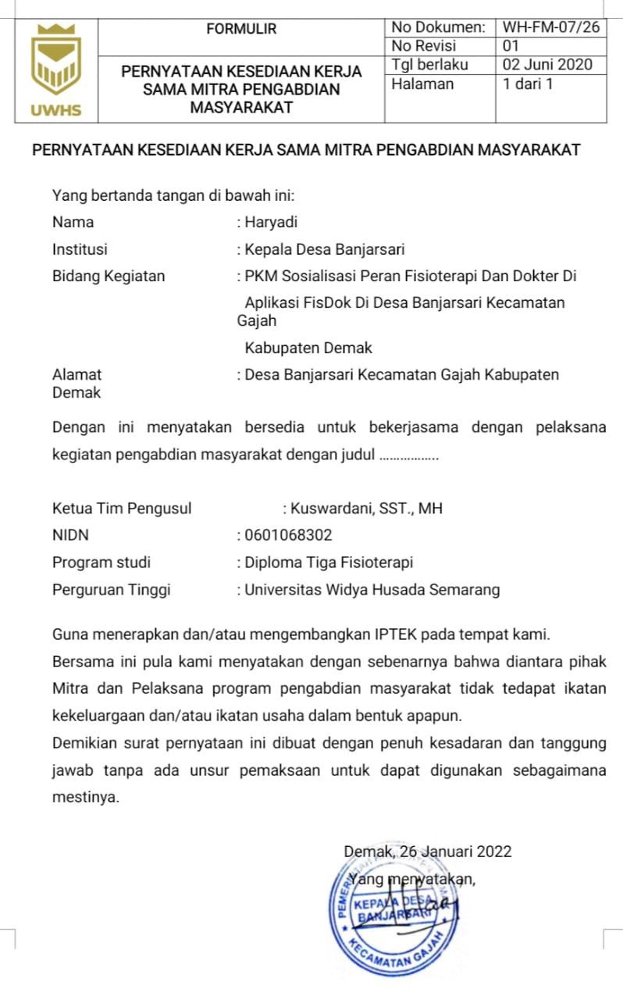 UWHS
FORMULIR
PERNYATAAN KESEDIAAN KERJA
SAMA MITRA PENGABDIAN
MASYARAKAT
No Dokumen: WH-FM-07/26
No Revisi 01
Tgl berlaku 02 Juni 2020
Halaman 1 dari 1
PERNYATAAN KESEDIAAN KERJA SAMA MITRA PENGABDIAN MASYARAKAT
Yang bertanda tangan di bawah ini:
Nama : Haryadi
Institusi : Kepala Desa Banjarsari
Bidang Kegiatan : PKM Sosialisasi Peran Fisioterapi Dan Dokter Di
Aplikasi FisDok Di Desa Banjarsari Kecamatan
Gajah
Kabupaten Demak
Alamat : Desa Banjarsari Kecamatan Gajah Kabupaten
Demak
Dengan ini menyatakan bersedia untuk bekerjasama dengan pelaksana
kegiatan pengabdian masyarakat dengan judul ……………..
Ketua Tim Pengusul : Kuswardani, SST., MH
NIDN : 0601068302
Program studi : Diploma Tiga Fisioterapi
Perguruan Tinggi : Universitas Widya Husada Semarang
Guna menerapkan dan/atau mengembangkan IPTEK pada tempat kami.
Bersama ini pula kami menyatakan dengan sebenarnya bahwa diantara pihak
Mitra dan Pelaksana program pengabdian masyarakat tidak tedapat ikatan
kekeluargaan dan/atau ikatan usaha dalam bentuk apapun.
Demikian surat pernyataan ini dibuat dengan penuh kesadaran dan tanggung
jawab tanpa ada unsur pemaksaan untuk dapat digunakan sebagaimana
mestinya.
Demak, 26 Januari 2022
Yang menyatakan,
KEPALA DESA
BANJARSARI
KECAMATAN GAJAH